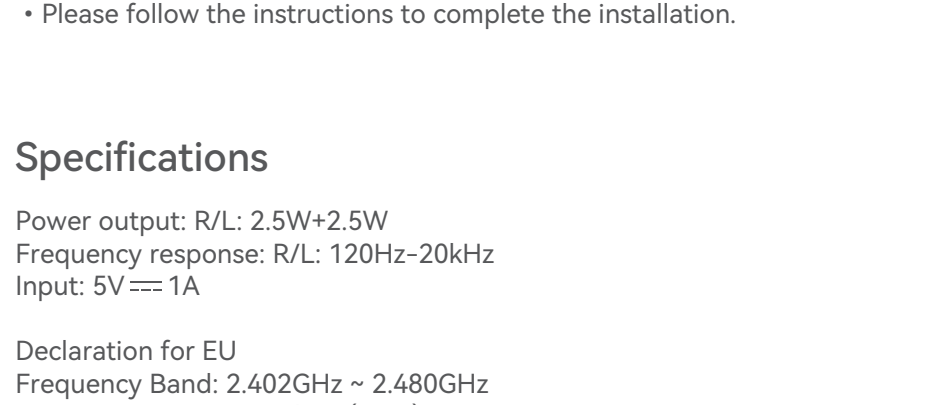 • Please follow the instructions to complete the installation.
Specifications
Power output: R/L: 2.5W+2.5W
Frequency response: R/L: 120Hz-20kHz
Input: 5V⎓1A
Declaration for EU
Frequency Band: 2.402GHz ~ 2.480GHz